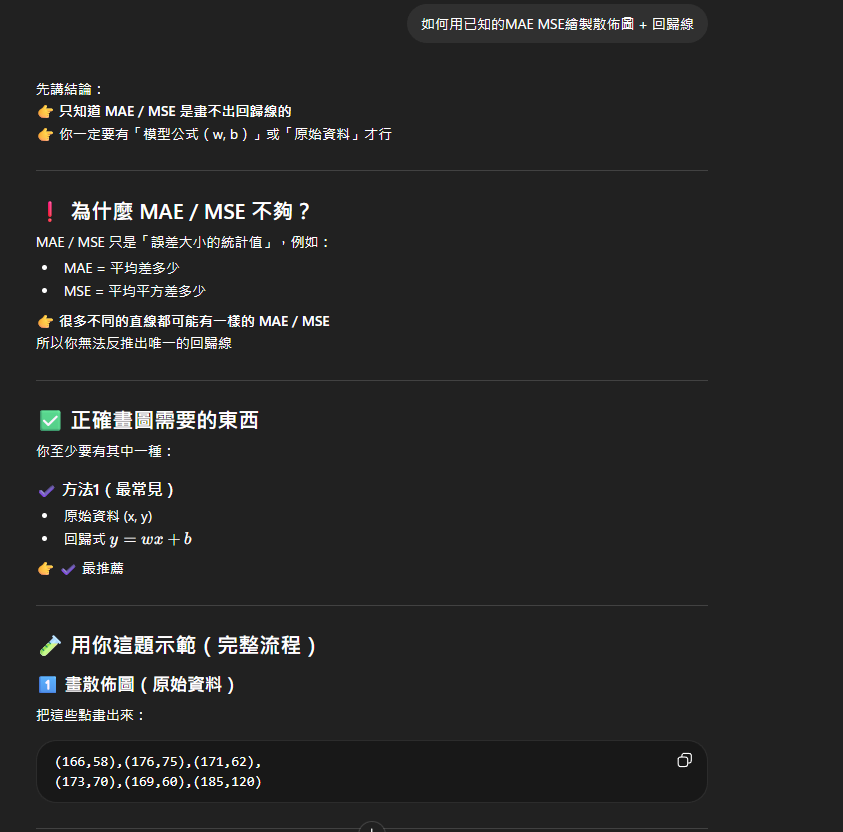 如何用已知的MAE MSE繪製散佈圖 + 回歸線
先講結論：
👉 只知道 MAE / MSE 是畫不出回歸線的
👉 你一定要有「模型公式（w, b）」或「原始資料」才行
❗ 為什麼 MAE / MSE 不夠？
MAE / MSE 只是「誤差大小的統計值」，例如：
• MAE = 平均差多少
• MSE = 平均平方差多少
👉 很多不同的直線都可能有一樣的 MAE / MSE
所以你無法反推出唯一的回歸線
✅ 正確畫圖需要的東西
你至少要有其中一種：
✔ 方法1（最常見）
• 原始資料 (x, y)
• 回歸式 y = wx + b
👉 ✔ 最推薦
🧪 用你這題示範（完整流程）
1️⃣ 畫散佈圖（原始資料）
把這些點畫出來：
(166,58),(176,75),(171,62),
(173,70),(169,60),(185,120)